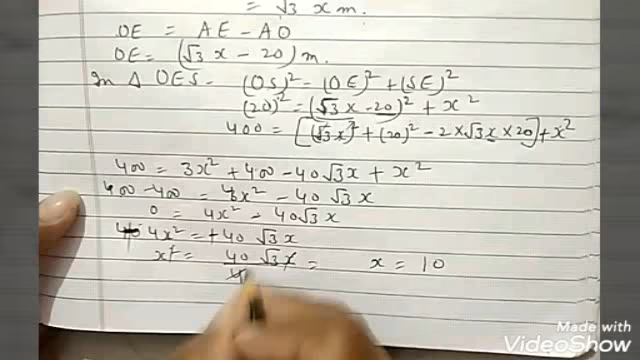 = √3 x m.
OE = AE - AO
OE = (√3 x - 20) m.
In Δ OES - (OS)² = (OE)² + (SE)²
(20)² = (√3 x - 20)² + x²
400 = [(√3 x)² + (20)² - 2 × √3 x × 20] + x²
400 = 3x² + 400 - 40√3 x + x²
400 - 400 = 4x² - 40 √3 x
0 = 4x² - 40√3 x
4x² = +40 √3 x
x² = 40 √3 x / 4 = x = 10
Made with
VideoShow